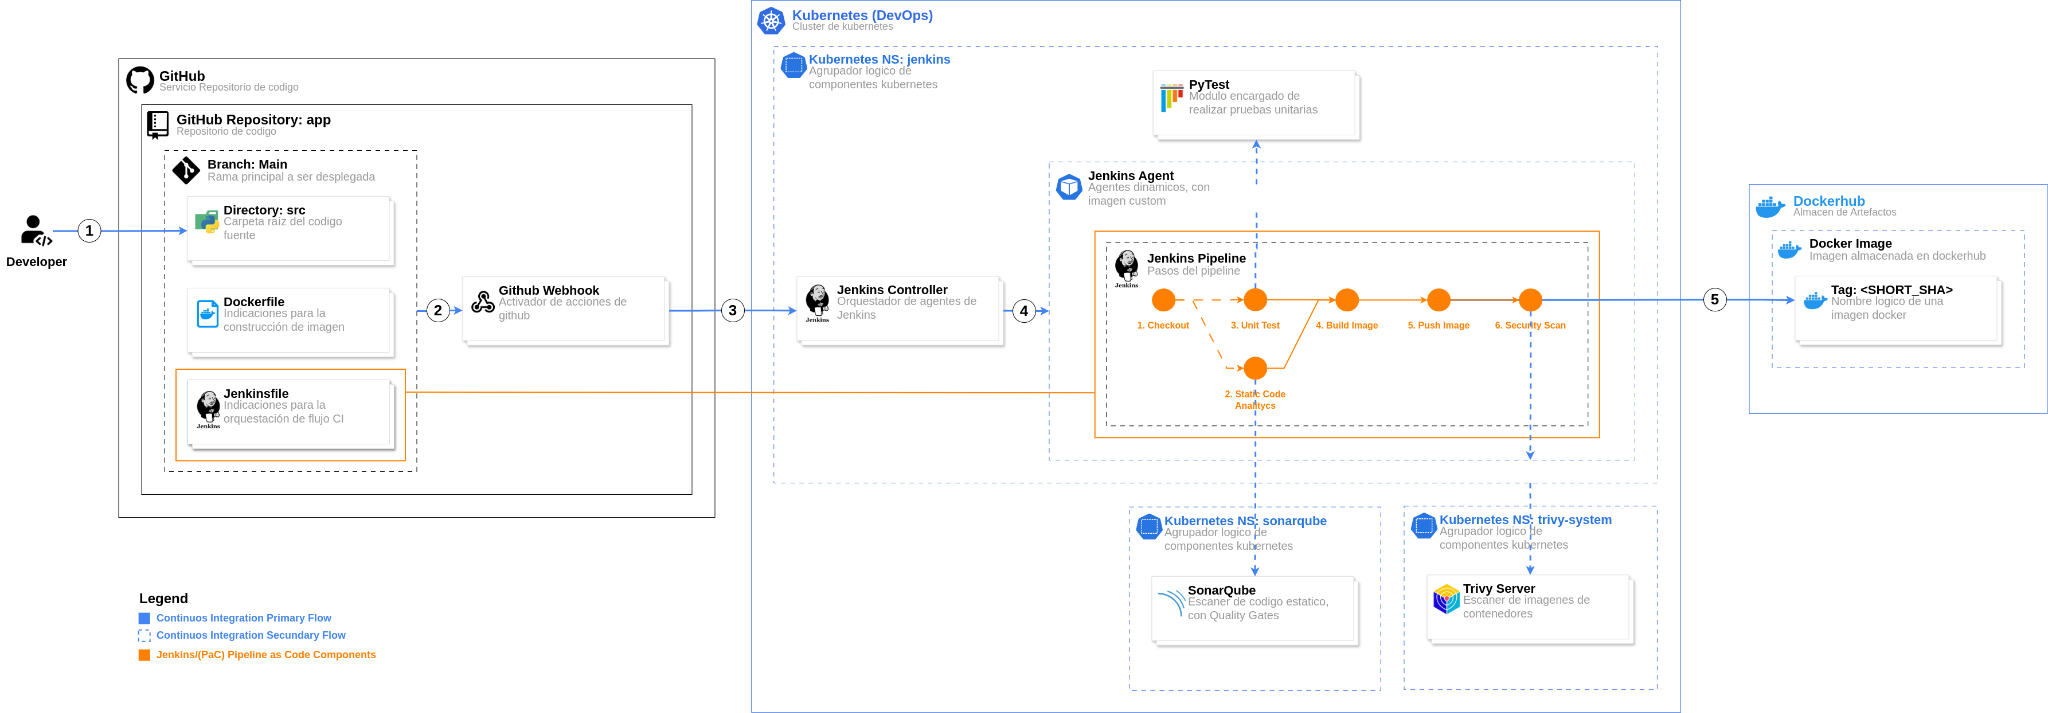 Kubernetes (DevOps)
Cluster de kubernetes
Kubernetes NS: jenkins
Agrupador logico de
componentes kubernetes
GitHub
Servicio Repositorio de codigo
GitHub Repository: app
Repositorio de codigo
Branch: Main
Rama principal a ser desplegada
Directory: src
Carpeta raíz del codigo
fuente
1
Developer
Dockerfile
Indicaciones para la
construcción de imagen
Jenkinsfile
Indicaciones para la
orquestación de flujo CI
Jenkins
2
Github Webhook
Activador de acciones de
github
3
Jenkins Controller
Orquestador de agentes de
Jenkins
Jenkins
4
PyTest
Modulo encargado de
realizar pruebas unitarias
Jenkins Agent
Agentes dinamicos, con
imagen custom
Jenkins Pipeline
Pasos del pipeline
Jenkins
1. Checkout
3. Unit Test
4. Build Image
5. Push Image
6. Security Scan
2. Static Code
Analitycs
5
Dockerhub
Almacen de Artefactos
Docker Image
Imagen almacenada en dockerhub
Tag: <SHORT_SHA>
Nombre logico de una
imagen docker
Kubernetes NS: sonarqube
Agrupador logico de
componentes kubernetes
SonarQube
Escaner de codigo estatico,
con Quality Gates
Kubernetes NS: trivy-system
Agrupador logico de
componentes kubernetes
Trivy Server
Escaner de imagenes de
contenedores
Legend
Continuos Integration Primary Flow
Continuos Integration Secundary Flow
Jenkins/(PaC) Pipeline as Code Components